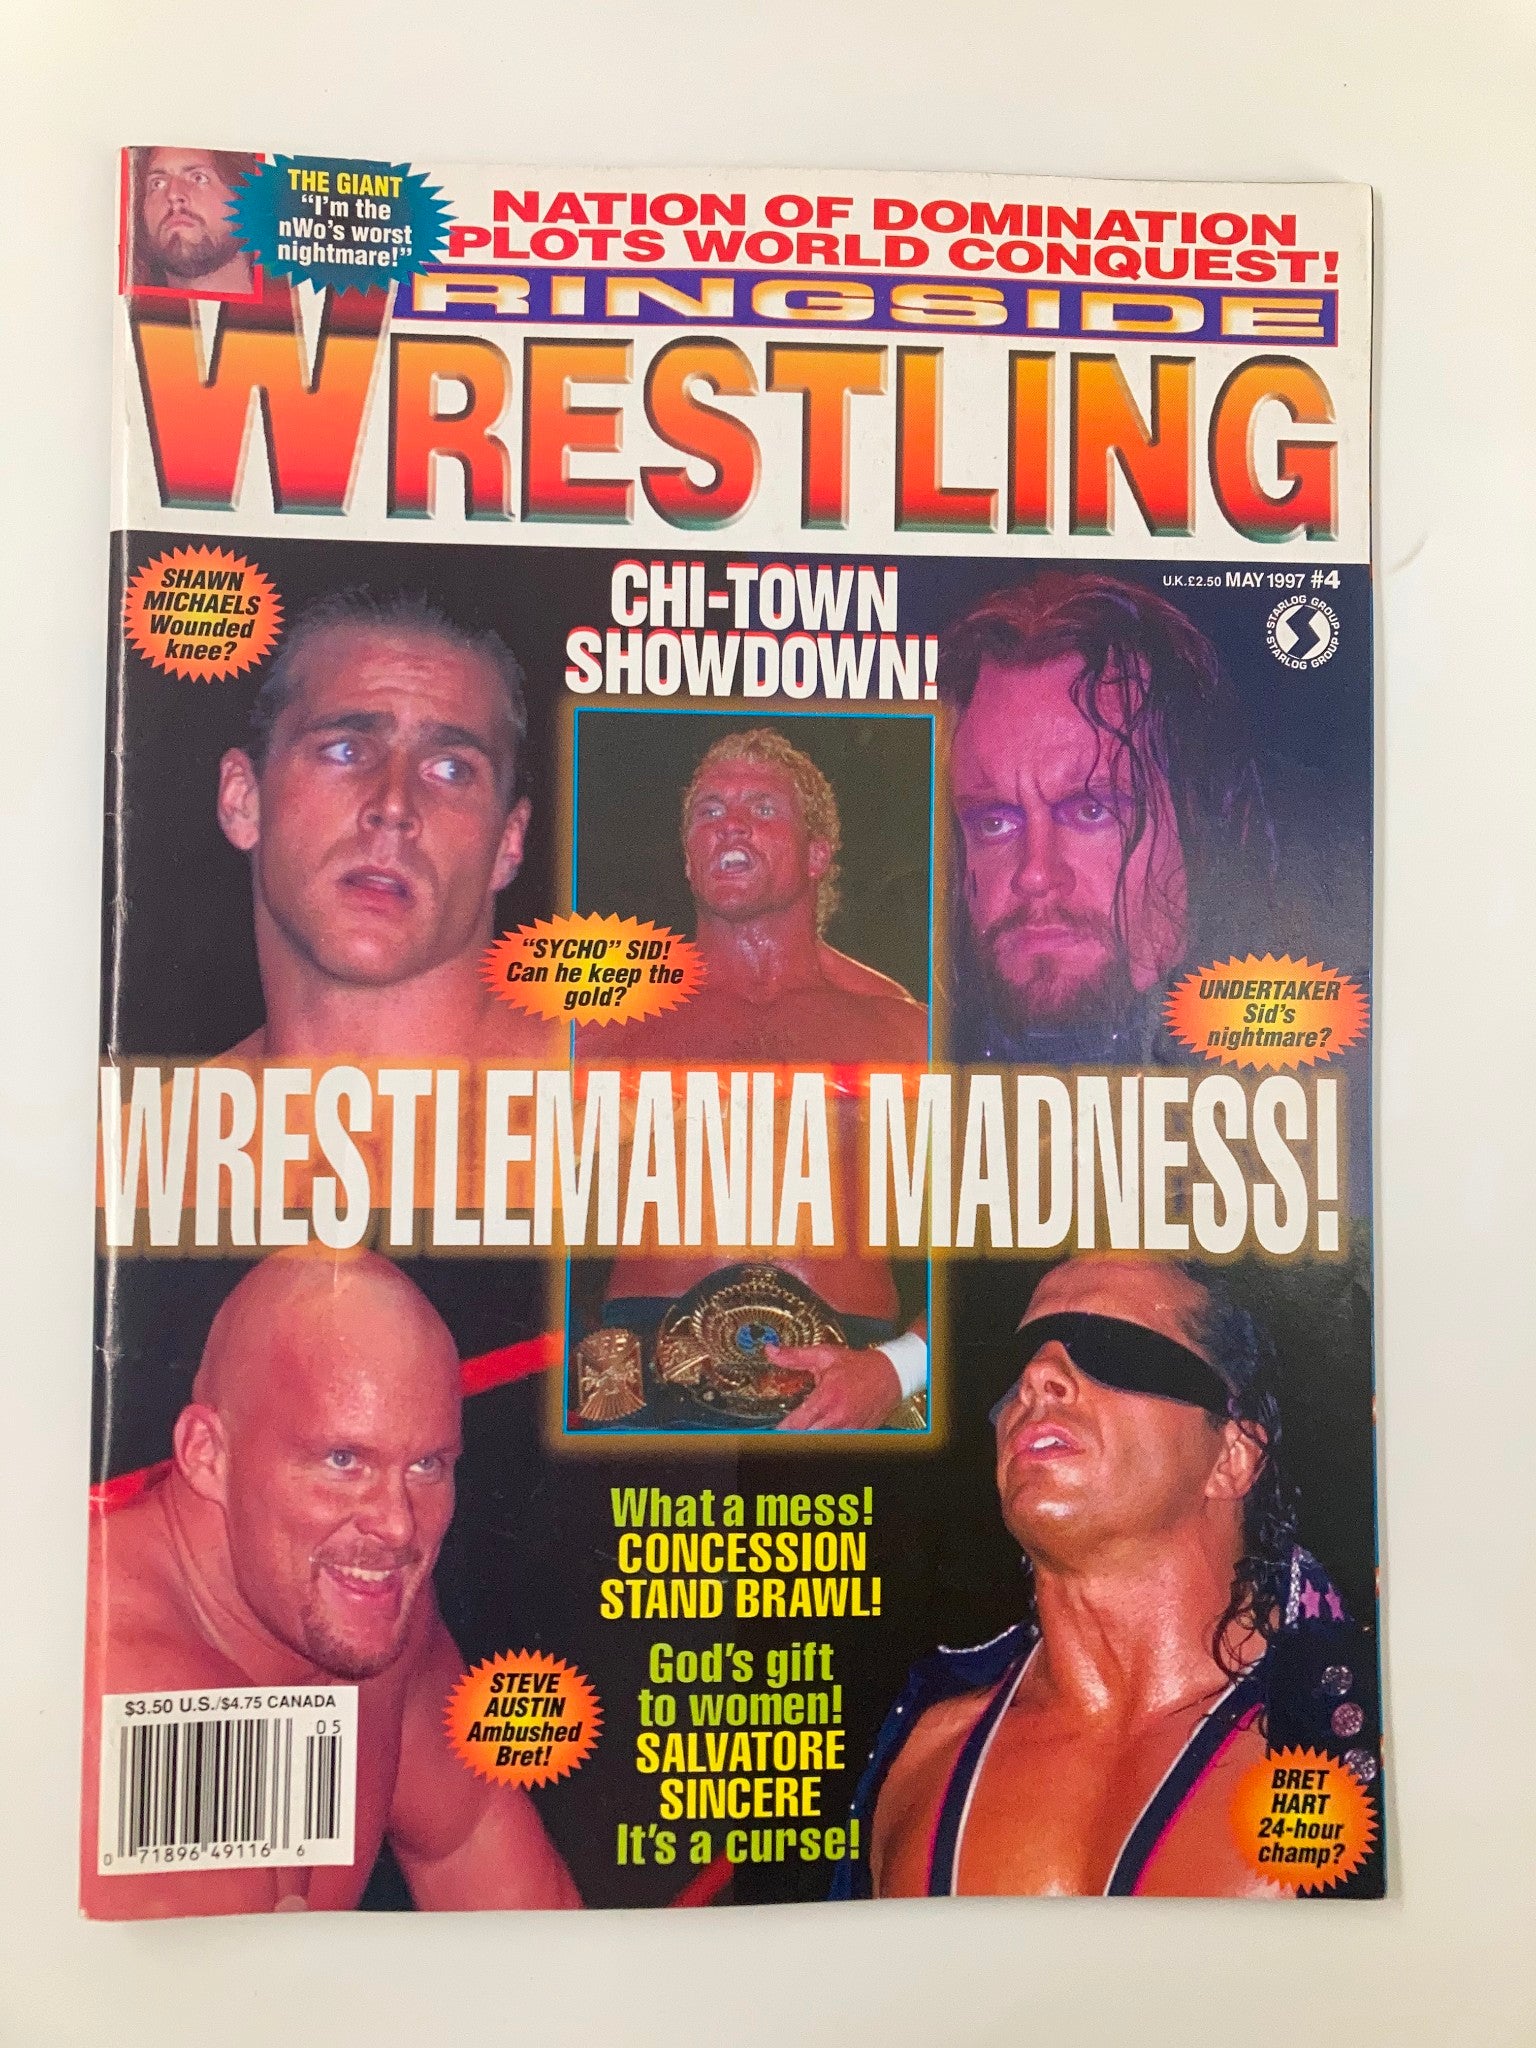 THE GIANT
“I’m the
nWo’s worst
nightmare!”
NATION OF DOMINATION
PLOTS WORLD CONQUEST!
RINGSIDE
WRESTLING
U.K.£2.50 MAY 1997 #4
STARLOG GROUP • STARLOG GROUP •
SHAWN
MICHAELS
Wounded
knee?
CHI-TOWN
SHOWDOWN!
“SYCHO” SID!
Can he keep the
gold?
UNDERTAKER
Sid’s
nightmare?
WRESTLEMANIA MADNESS!
What a mess!
CONCESSION
STAND BRAWL!
God’s gift
to women!
SALVATORE
SINCERE
It’s a curse!
STEVE
AUSTIN
Ambushed
Bret!
BRET
HART
24-hour
champ?
$3.50 U.S./$4.75 CANADA
05
0 71896 49116 6